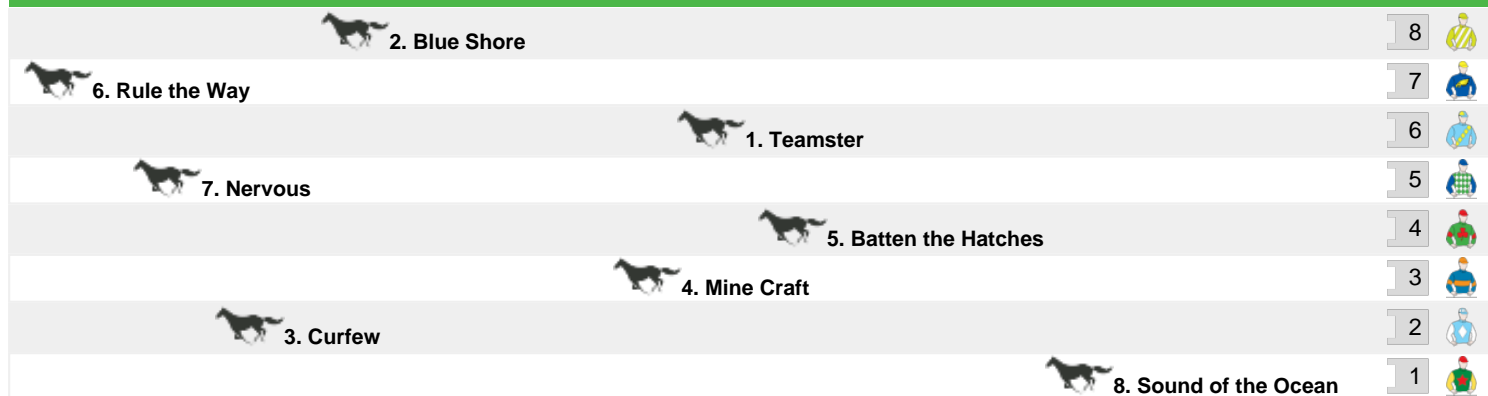 2. Blue Shore 8
6. Rule the Way 7
1. Teamster 6
7. Nervous 5
5. Batten the Hatches 4
4. Mine Craft 3
3. Curfew 2
8. Sound of the Ocean 1